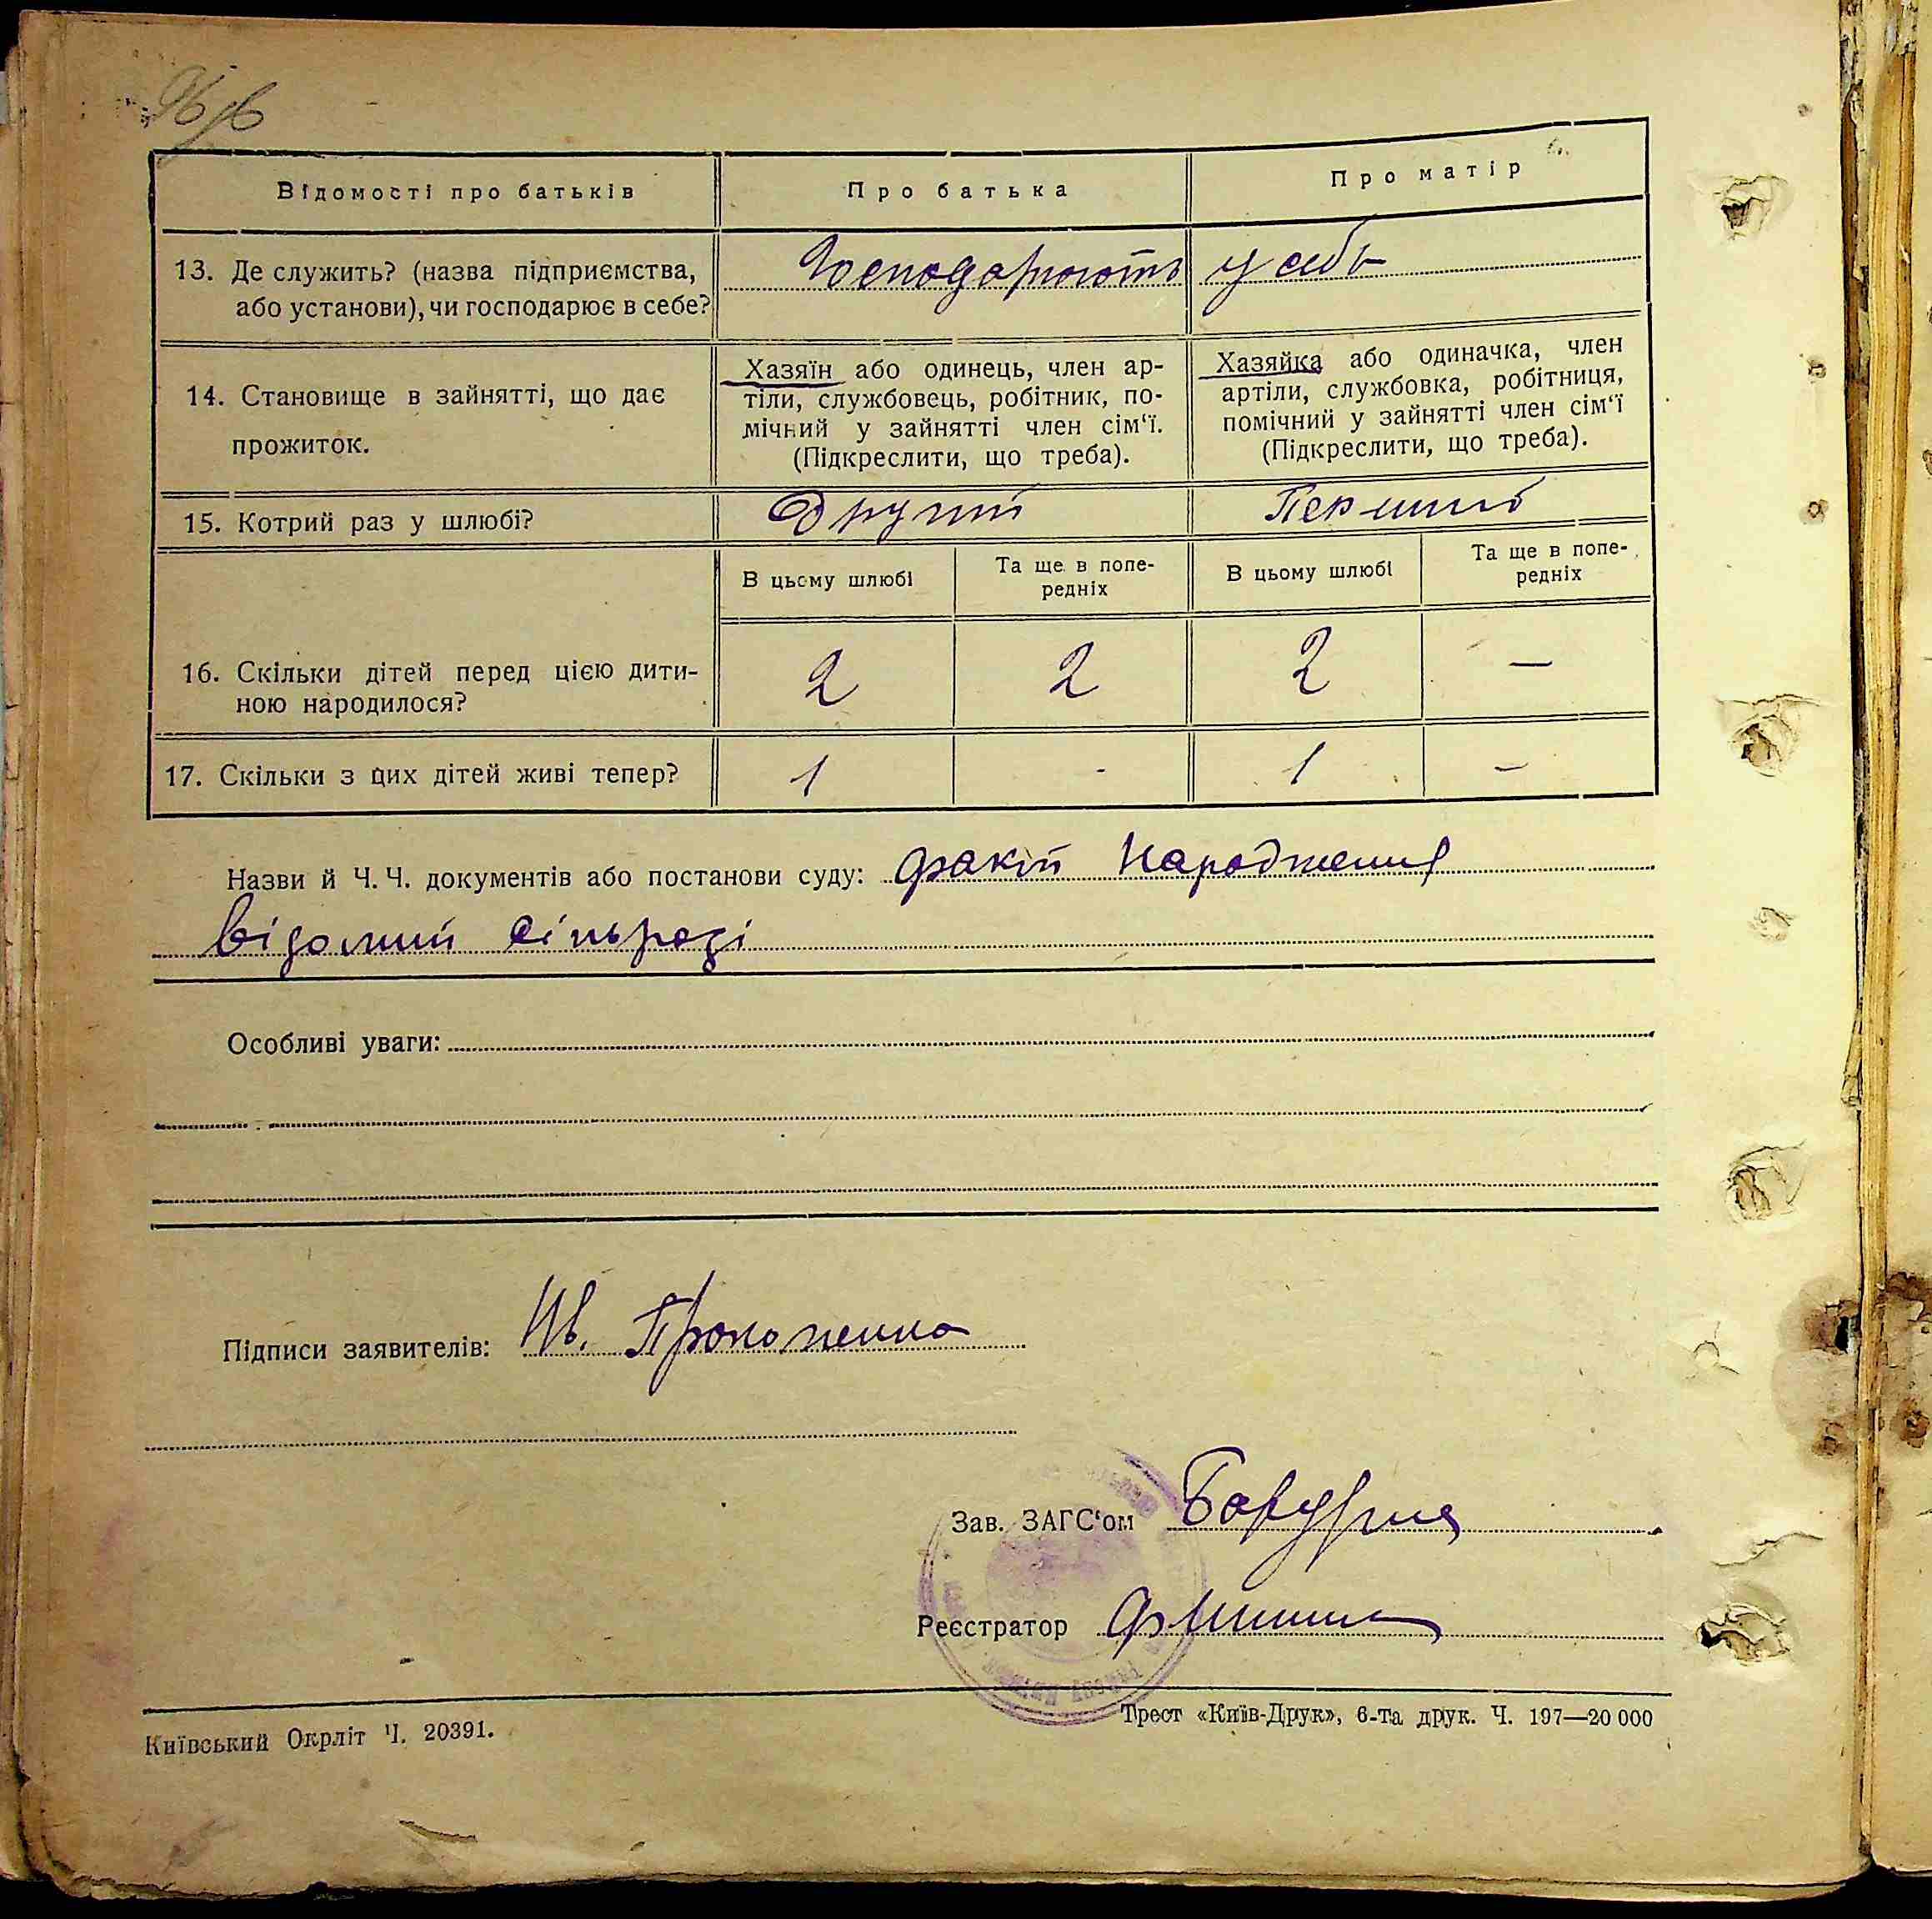 Відомості про батьків
Про батька
Про матір
13. Де служить? (назва підприємства,
або установи), чи господарює в себе?
Господарюють у себе
14. Становище в зайнятті, що дає
прожиток.
Хазяїн або одинець, член ар-
тіли, службовець, робітник, по-
мічний у зайнятті член сім‘ї.
(Підкреслити, що треба).
Хазяйка або одиначка, член
артіли, службовка, робітниця,
помічний у зайнятті член сім‘ї
(Підкреслити, що треба).
15. Котрий раз у шлюбі?
Другий
Перший
В цьому шлюбі
Та ще в попе-
редніх
В цьому шлюбі
Та ще в попе-
редніх
16. Скільки дітей перед цією дити-
ною народилося?
2
2
2
—
17. Скільки з цих дітей живі тепер?
1
-
1
–
Назви й Ч. Ч. документів або постанови суду: факт народження
відомий сільраді
Особливі уваги:
Підписи заявителів: Ів.
Зав. ЗАГС‘ом
Реєстратор
Київський Окрліт Ч. 20391.
Трест «Київ-Друк», 6-та друк. Ч. 197—20 000